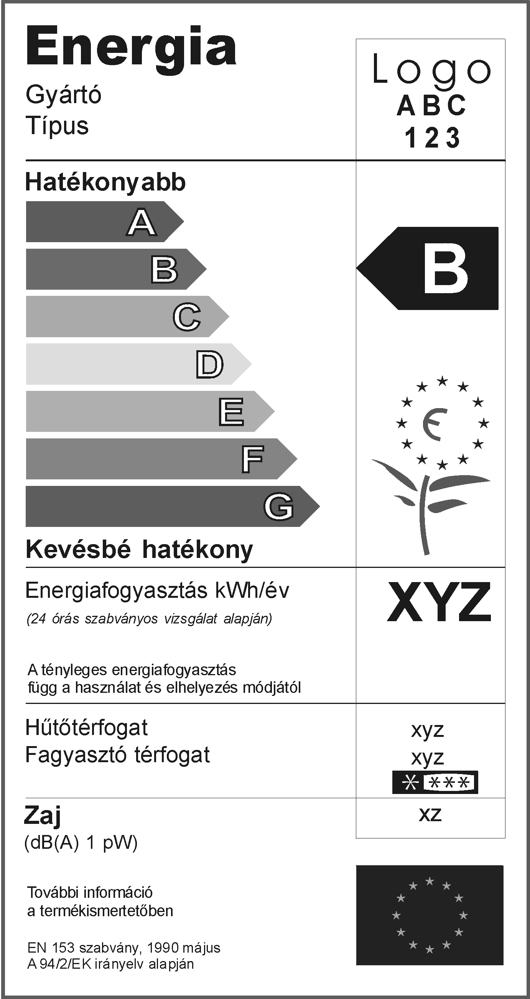 Energia
Logo
Gyártó
ABC
Típus
123
Hatékonyabb
A
B
B
C
D
E
F
G
Kevésbé hatékony
Energiafogyasztás kWh/év
XYZ
(24 órás szabványos vizsgálat alapján)
A tényleges energiafogyasztás
függ a használat és elhelyezés módjától
Hűtőtérfogat
xyz
Fagyasztó térfogat
xyz
* ***
Zaj
xz
(dB(A) 1 pW)
További információ
a termékismertetőben
EN 153 szabvány, 1990 május
A 94/2/EK irányelv alapján